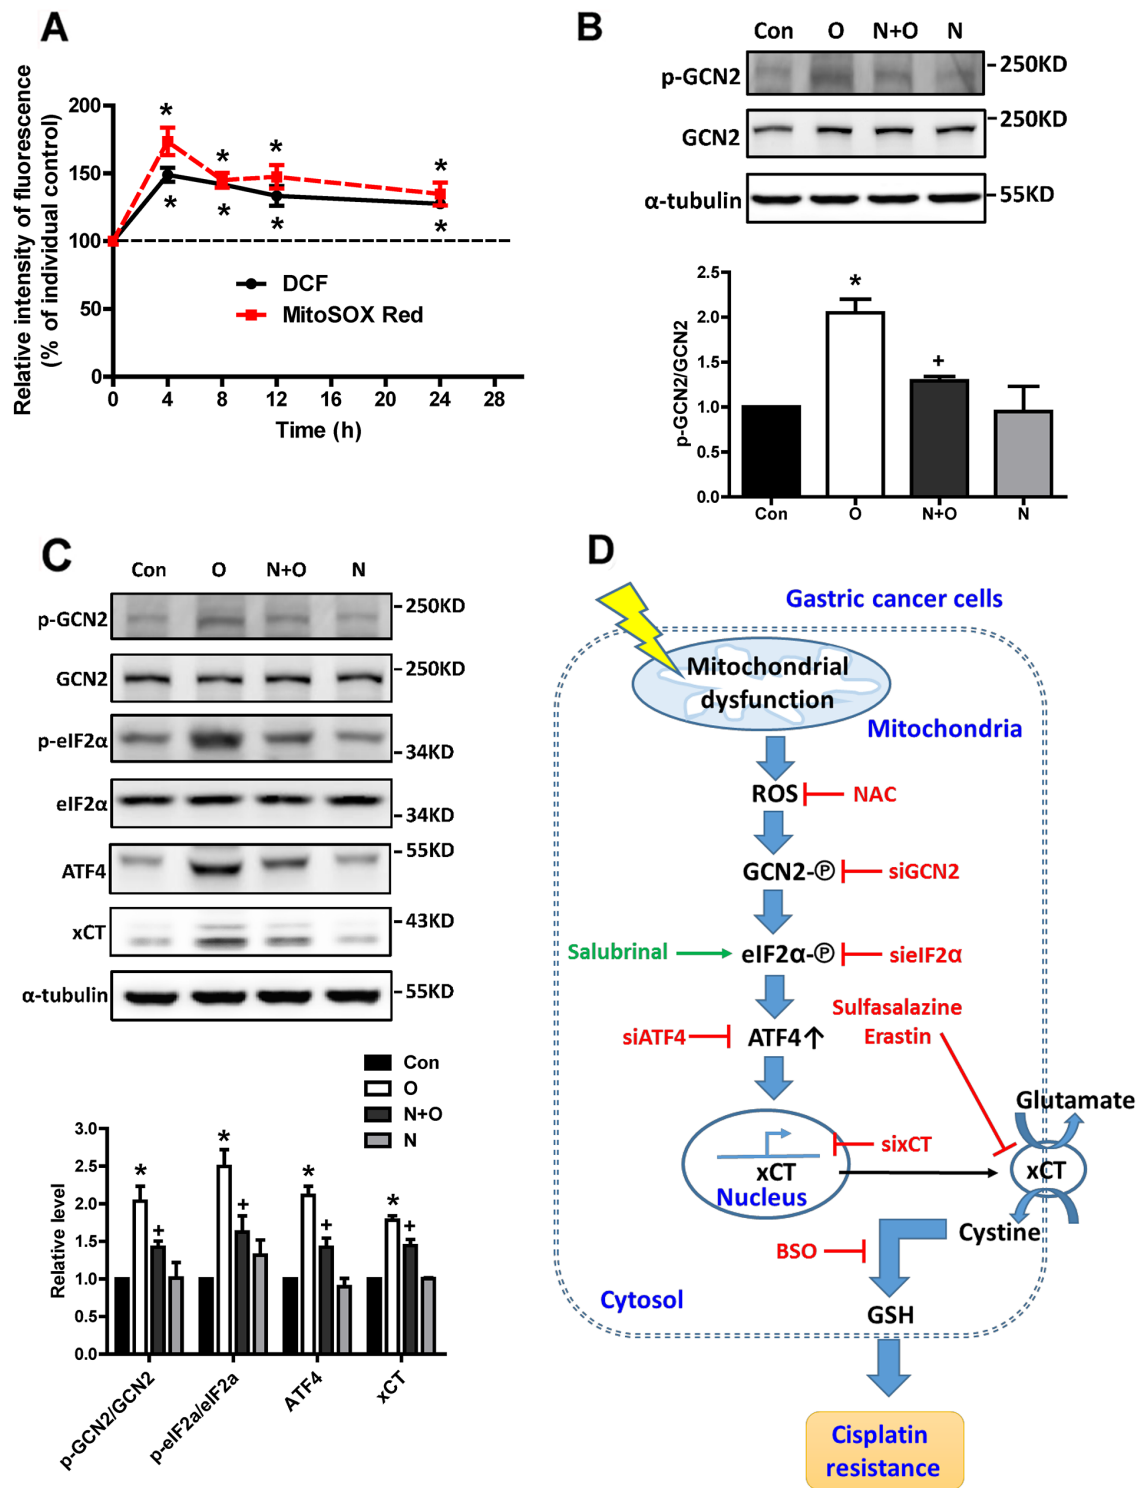 A
Relative intensity of fluorescence
(% of individual control)
200
150
100
50
0
*
*
*
*
*
*
*
*
DCF
MitoSOX Red
0 4 8 12 16 20 24 28
Time (h)
B
Con O N+O N
p-GCN2
-250KD
GCN2
-250KD
α-tubulin
-55KD
p-GCN2/GCN2
2.5
2.0
1.5
1.0
0.5
0.0
*
+
Con O N+O N
C
Con O N+O N
p-GCN2
-250KD
GCN2
-250KD
p-eIF2α
-34KD
eIF2α
-34KD
ATF4
-55KD
xCT
-43KD
α-tubulin
-55KD
Con
O
N+O
N
Relative level
3.0
2.5
2.0
1.5
1.0
0.5
0.0
* + * + * + * +
p-GCN2/GCN2
p-eIF2a/eIF2a
ATF4
xCT
D
Gastric cancer cells
Mitochondrial
dysfunction
Mitochondria
ROS
NAC
GCN2-P
siGCN2
Salubrinal
eIF2α-P
sieIF2α
siATF4
ATF4↑
Sulfasalazine
Erastin
Glutamate
sixCT
xCT
Nucleus
xCT
Cystine
BSO
Cytosol
GSH
Cisplatin
resistance